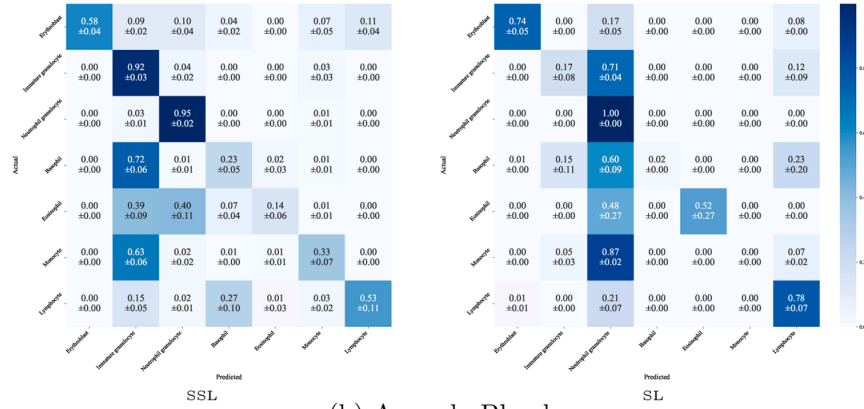 Erythroblast 0.58 0.09 0.10 0.04 0.00 0.07 0.11
±0.04 ±0.02 ±0.04 ±0.02 ±0.00 ±0.05 ±0.04
Immature granulocyte 0.00 0.92 0.04 0.00 0.00 0.03 0.00
±0.00 ±0.03 ±0.02 ±0.00 ±0.00 ±0.03 ±0.00
Neutrophil granulocyte 0.00 0.03 0.95 0.00 0.00 0.01 0.00
±0.00 ±0.01 ±0.02 ±0.00 ±0.00 ±0.01 ±0.00
Actual
Basophil 0.00 0.72 0.01 0.23 0.02 0.01 0.00
±0.00 ±0.06 ±0.01 ±0.05 ±0.03 ±0.01 ±0.00
Eosinophil 0.00 0.39 0.40 0.07 0.14 0.01 0.00
±0.00 ±0.09 ±0.11 ±0.04 ±0.06 ±0.01 ±0.00
Monocyte 0.00 0.63 0.02 0.01 0.01 0.33 0.00
±0.00 ±0.06 ±0.02 ±0.00 ±0.01 ±0.07 ±0.00
Lymphocyte 0.00 0.15 0.02 0.27 0.01 0.03 0.53
±0.00 ±0.05 ±0.01 ±0.10 ±0.03 ±0.02 ±0.11
Erythroblast Immature granulocyte Neutrophil granulocyte Basophil Eosinophil Monocyte Lymphocyte
Predicted
SSL
Erythroblast 0.74 0.00 0.17 0.00 0.00 0.00 0.08
±0.05 ±0.00 ±0.05 ±0.00 ±0.00 ±0.00 ±0.04
Immature granulocyte 0.00 0.17 0.71 0.00 0.00 0.00 0.12
±0.00 ±0.08 ±0.04 ±0.00 ±0.00 ±0.00 ±0.09
Neutrophil granulocyte 0.00 0.00 1.00 0.00 0.00 0.00 0.00
±0.00 ±0.00 ±0.00 ±0.00 ±0.00 ±0.00 ±0.00
Actual
Basophil 0.01 0.15 0.60 0.02 0.00 0.00 0.23
±0.00 ±0.11 ±0.09 ±0.00 ±0.00 ±0.00 ±0.20
Eosinophil 0.00 0.00 0.48 0.00 0.52 0.00 0.00
±0.00 ±0.00 ±0.27 ±0.00 ±0.27 ±0.00 ±0.00
Monocyte 0.00 0.05 0.87 0.00 0.00 0.00 0.07
±0.00 ±0.03 ±0.02 ±0.00 ±0.00 ±0.00 ±0.02
Lymphocyte 0.01 0.00 0.21 0.00 0.00 0.00 0.78
±0.01 ±0.00 ±0.07 ±0.00 ±0.00 ±0.00 ±0.07
Erythroblast Immature granulocyte Neutrophil granulocyte Basophil Eosinophil Monocyte Lymphocyte
Predicted
SL